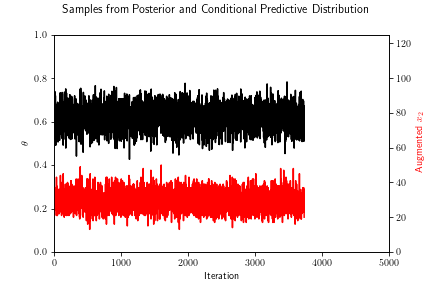 Samples from Posterior and Conditional Predictive Distribution
1.0
0.8
0.6
0.4
0.2
0.0
θ
120
100
80
60
40
20
0
Augmented x₂
0 1000 2000 3000 4000 5000
Iteration